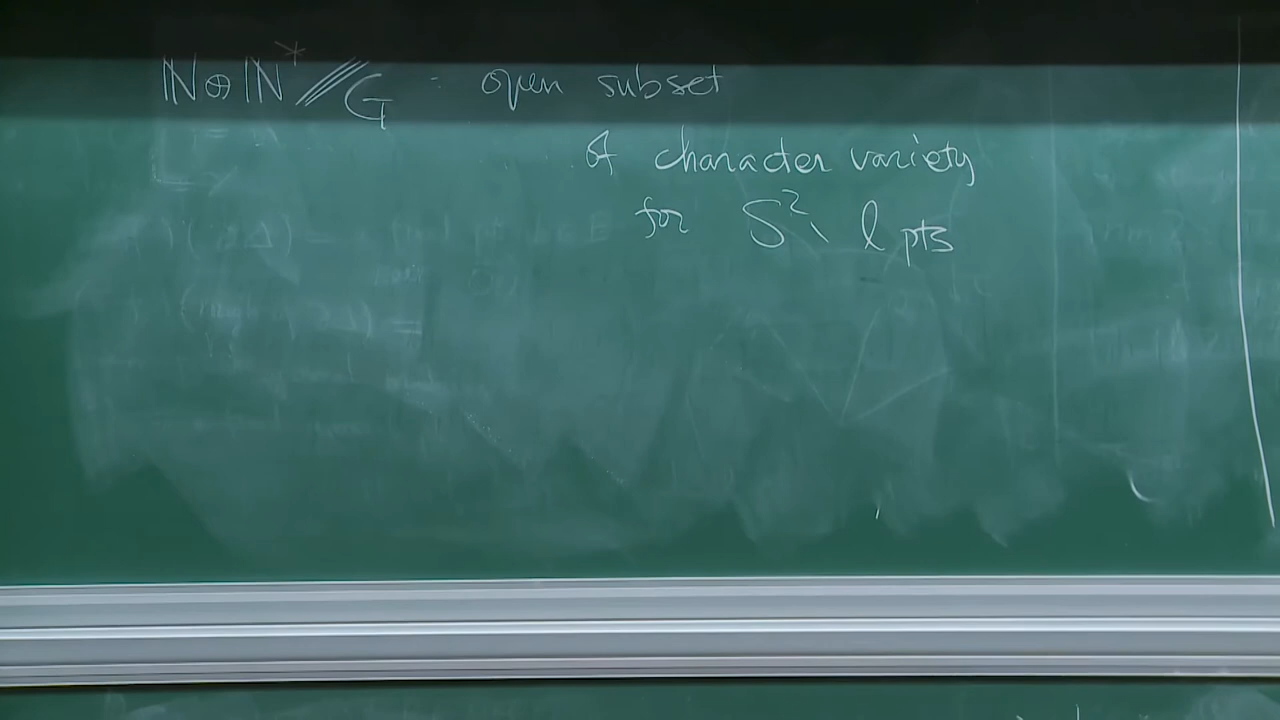 ℕ⊕ℕ* /// G : open subset
of character variety
for S² \ l pts